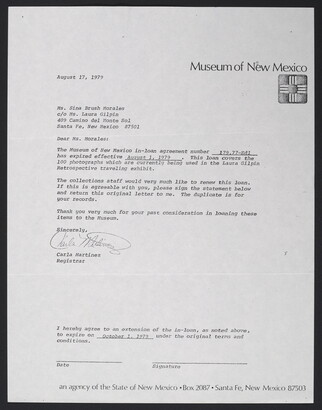 Museum of New Mexico
August 17, 1979
Ms. Nina Brush Morales
c/o Ms. Laura Gilpin
409 Camino del Monte Sol
Santa Fe, New Mexico 87501
Dear Ms. Morales:
The Museum of New Mexico in-loan agreement number
has expired effective August 1, 1979. This loan covers the
100 photographs which are currently being used in the Laura Gilpin
Retrospective traveling exhibit.
The collections staff would very much like to renew this loan.
If this is agreeable with you, please sign the statement below
and return this original letter to me. The duplicate is for
your records.
Thank you very much for your past consideration in loaning these
items to the Museum.
Sincerely,
Carla Martinez
Carla Martinez
Registrar
I hereby agree to an extension of the in-loan, as noted above,
to expire on October 1, 1979 under the original terms and
conditions.
Date Signature
an agency of the State of New Mexico • Box 2087 • Santa Fe, New Mexico 87503